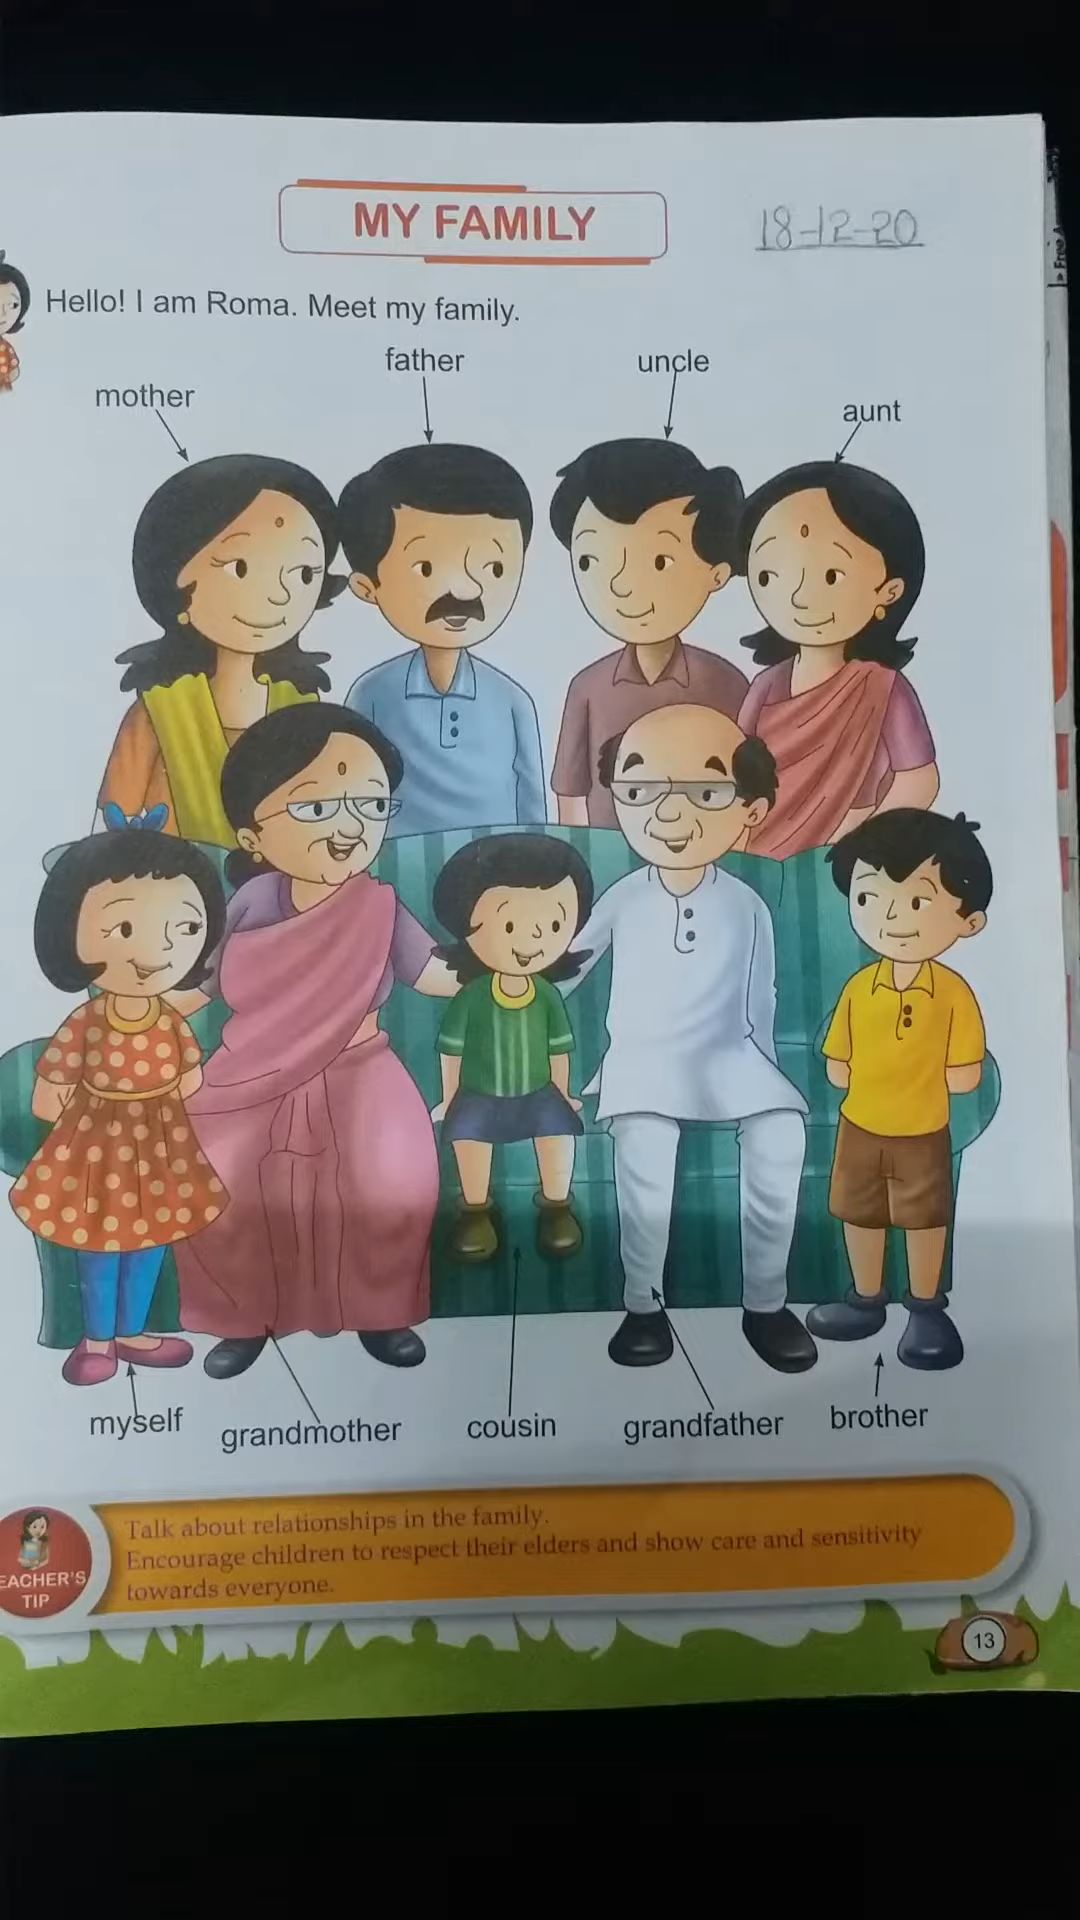 MY FAMILY
18-12-20
Hello! I am Roma. Meet my family.
father
uncle
mother
aunt
myself
grandmother
cousin
grandfather
brother
Talk about relationships in the family.
Encourage children to respect their elders and show care and sensitivity
towards everyone.
EACHER'S
TIP
13